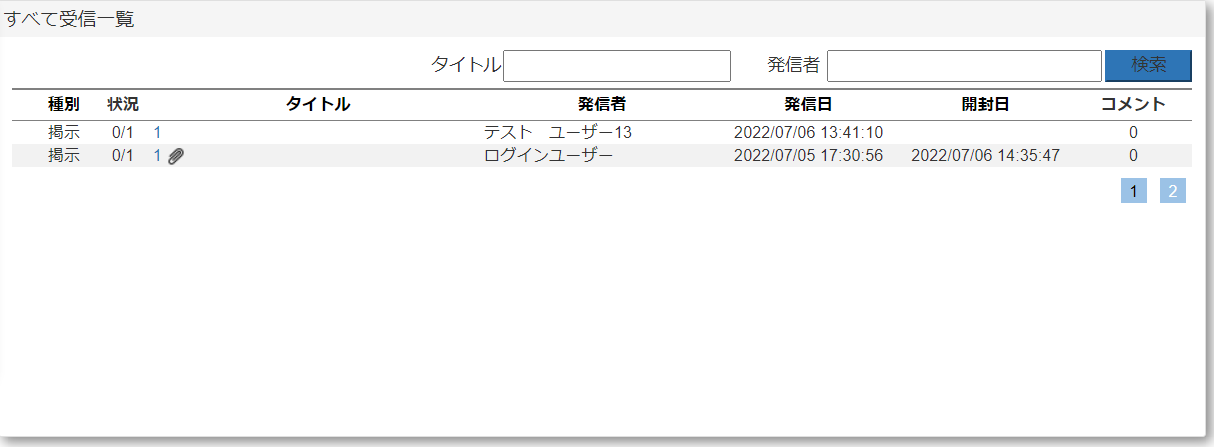 すべて受信一覧
タイトル 発信者 検索
種別 状況 タイトル 発信者 発信日 開封日 コメント
掲示 0/1 1 テスト　ユーザー13 2022/07/06 13:41:10 0
掲示 0/1 1 ログインユーザー 2022/07/05 17:30:56 2022/07/06 14:35:47 0
1 2